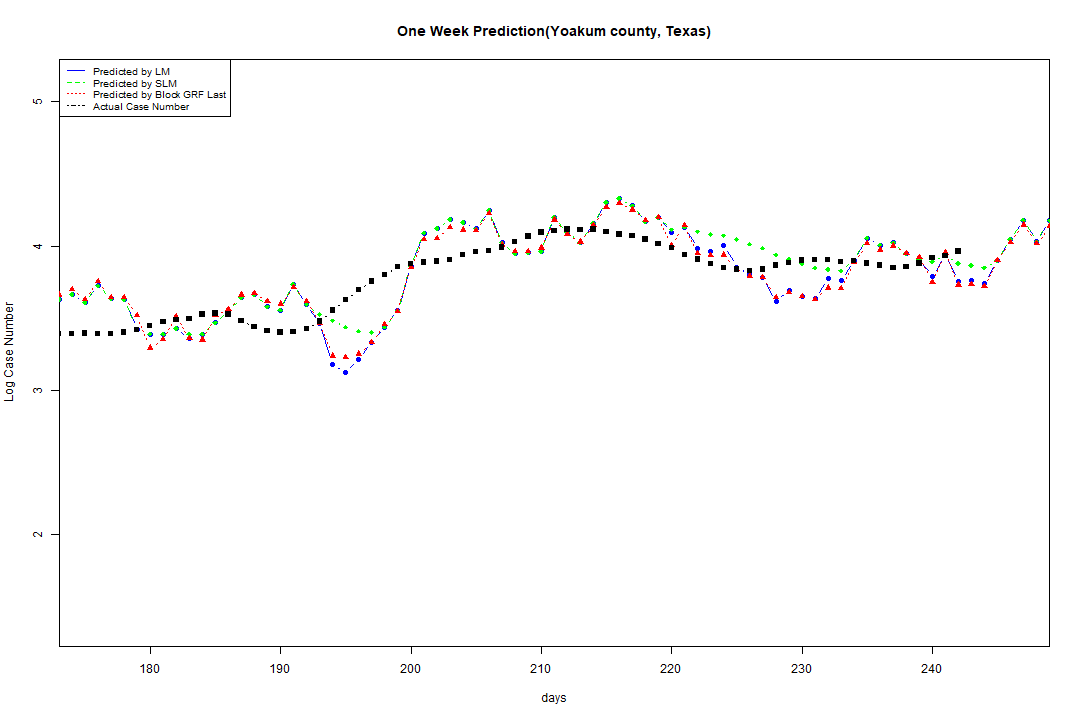 One Week Prediction(Yoakum county, Texas)
Predicted by LM
Predicted by SLM
Predicted by Block GRF Last
Actual Case Number
5
4
3
2
Log Case Number
180 190 200 210 220 230 240
days